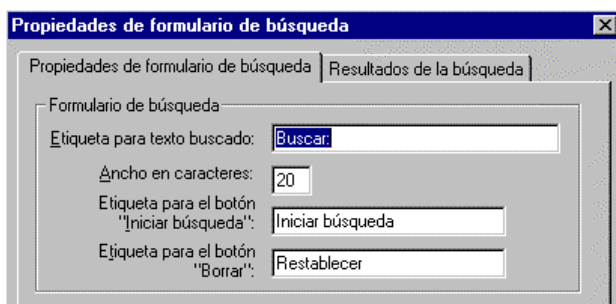 Propiedades de formulario de búsqueda
Propiedades de formulario de búsqueda Resultados de la búsqueda
Formulario de búsqueda
Etiqueta para texto buscado: Buscar:
Ancho en caracteres: 20
Etiqueta para el botón
"Iniciar búsqueda": Iniciar búsqueda
Etiqueta para el botón
"Borrar": Restablecer